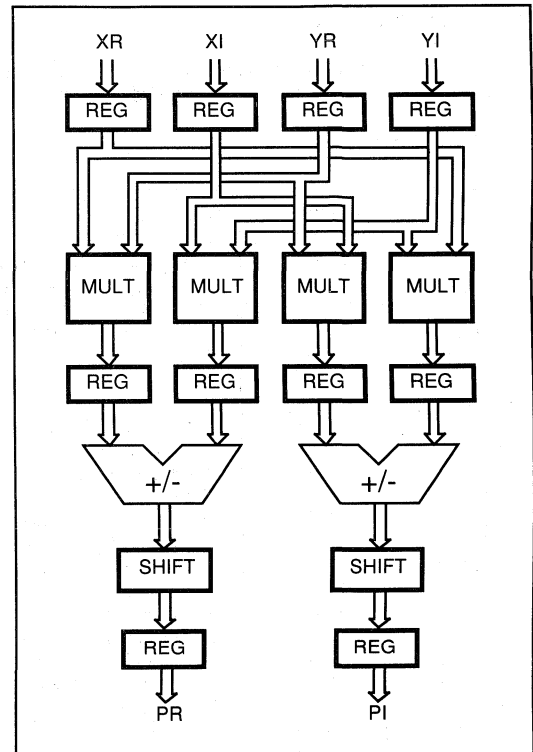 XR XI YR YI
REG REG REG REG
MULT MULT MULT MULT
REG REG REG REG
+/- +/-
SHIFT SHIFT
REG REG
PR PI